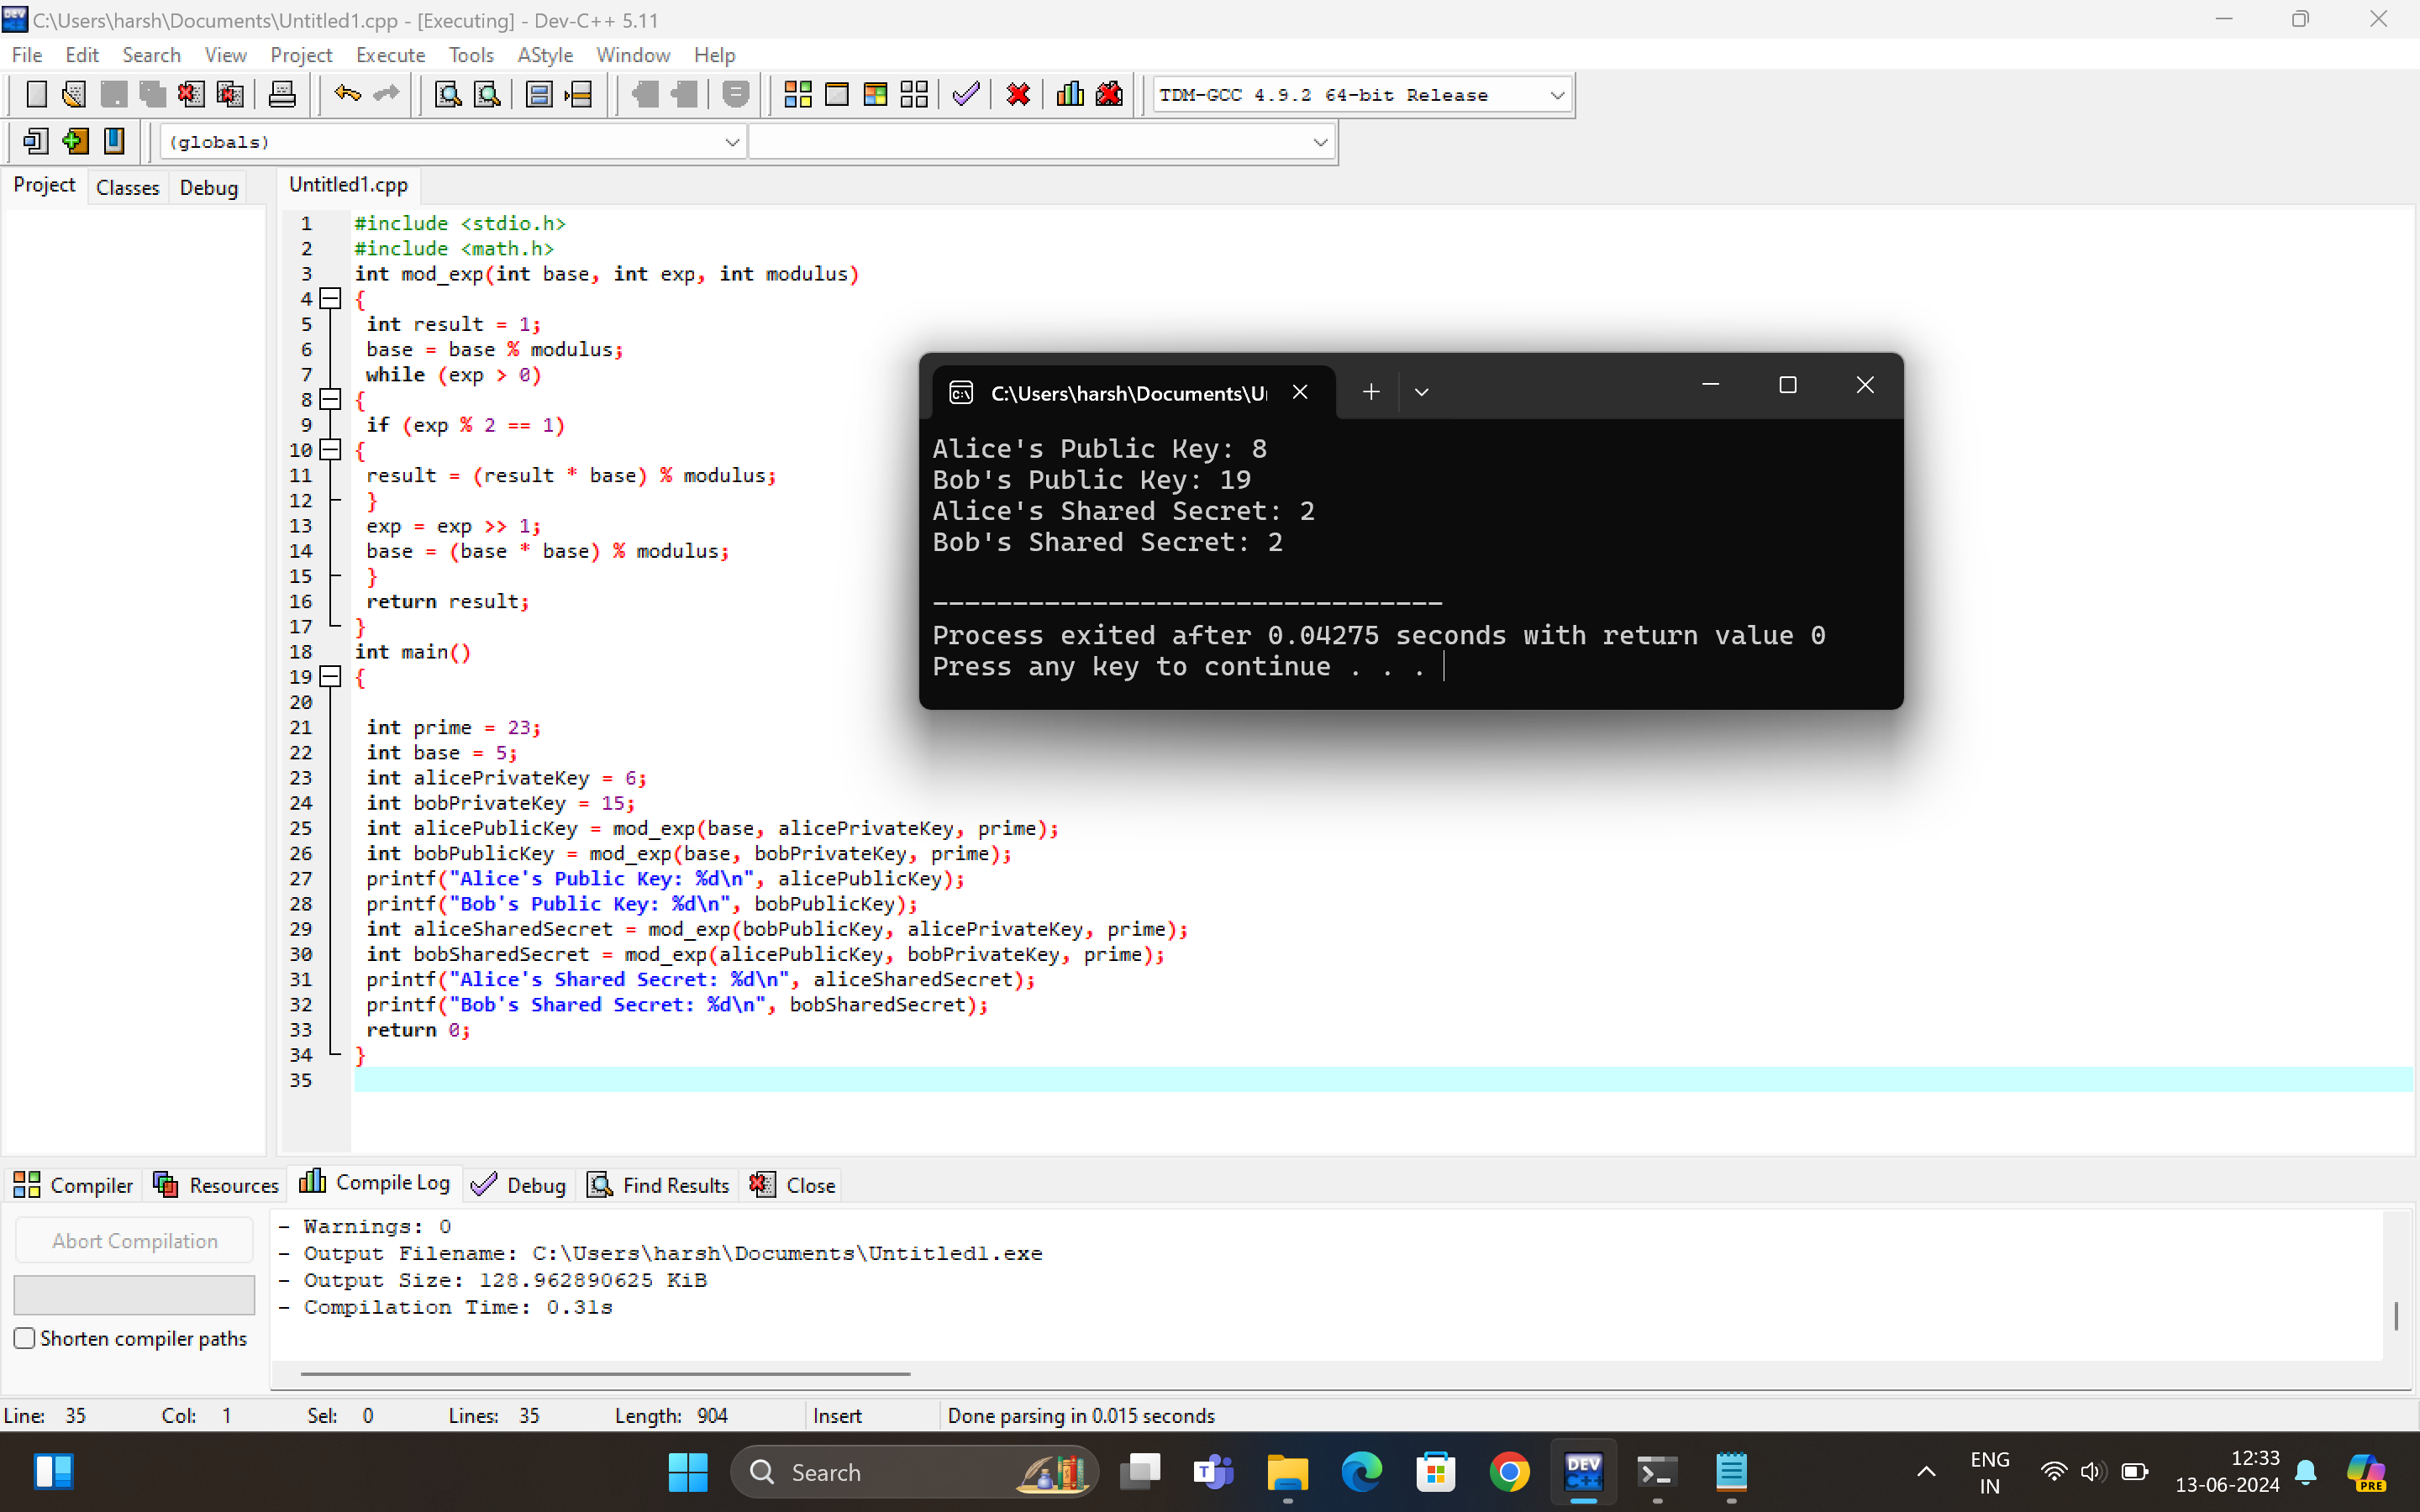 C:\Users\harsh\Documents\Untitled1.cpp - [Executing] - Dev-C++ 5.11
File Edit Search View Project Execute Tools AStyle Window Help
TDM-GCC 4.9.2 64-bit Release
(globals)
Project Classes Debug Untitled1.cpp
1 #include <stdio.h>
2 #include <math.h>
3 int mod_exp(int base, int exp, int modulus)
4 {
5 int result = 1;
6 base = base % modulus;
7 while (exp > 0)
8 {
9 if (exp % 2 == 1)
10 {
11 result = (result * base) % modulus;
12 }
13 exp = exp >> 1;
14 base = (base * base) % modulus;
15 }
16 return result;
17 }
18 int main()
19 {
20
21 int prime = 23;
22 int base = 5;
23 int alicePrivateKey = 6;
24 int bobPrivateKey = 15;
25 int alicePublicKey = mod_exp(base, alicePrivateKey, prime);
26 int bobPublicKey = mod_exp(base, bobPrivateKey, prime);
27 printf("Alice's Public Key: %d\n", alicePublicKey);
28 printf("Bob's Public Key: %d\n", bobPublicKey);
29 int aliceSharedSecret = mod_exp(bobPublicKey, alicePrivateKey, prime);
30 int bobSharedSecret = mod_exp(alicePublicKey, bobPrivateKey, prime);
31 printf("Alice's Shared Secret: %d\n", aliceSharedSecret);
32 printf("Bob's Shared Secret: %d\n", bobSharedSecret);
33 return 0;
34 }
35
C:\Users\harsh\Documents\U
Alice's Public Key: 8
Bob's Public Key: 19
Alice's Shared Secret: 2
Bob's Shared Secret: 2
--------------------------------
Process exited after 0.04275 seconds with return value 0
Press any key to continue . . .
Compiler Resources Compile Log Debug Find Results Close
Abort Compilation
Shorten compiler paths
- Warnings: 0
- Output Filename: C:\Users\harsh\Documents\Untitled1.exe
- Output Size: 128.962890625 KiB
- Compilation Time: 0.31s
Line: 35 Col: 1 Sel: 0 Lines: 35 Length: 904 Insert Done parsing in 0.015 seconds
Search
DEV C++
ENG
IN
12:33
13-06-2024
PRE